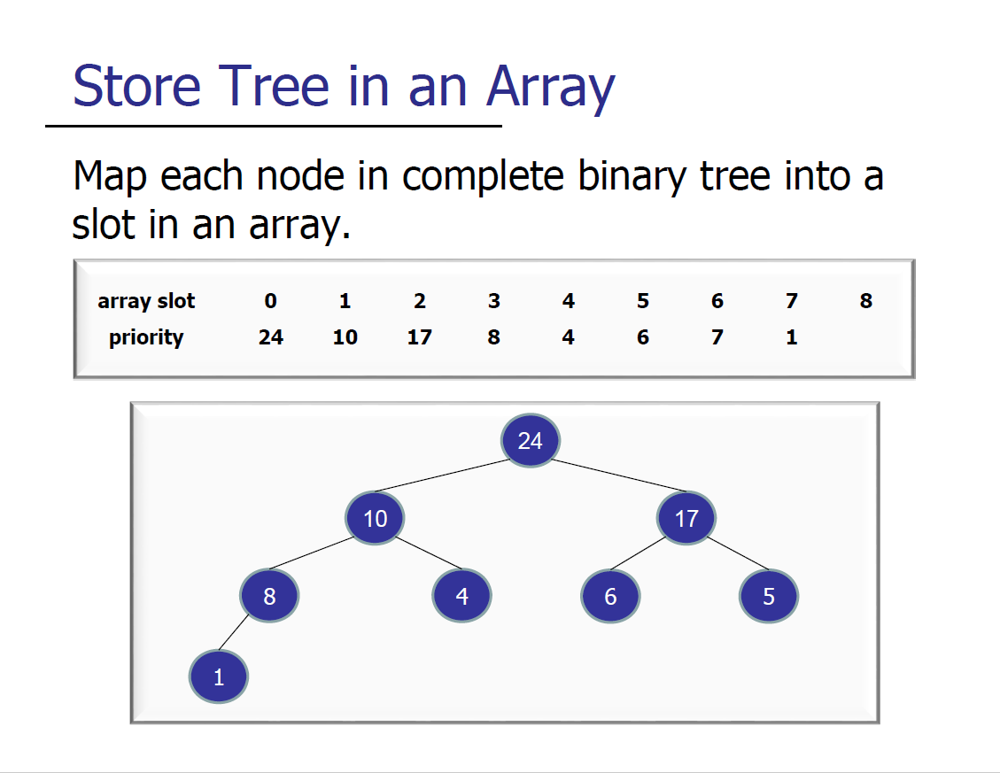 Store Tree in an Array
Map each node in complete binary tree into a
slot in an array.
array slot 0 1 2 3 4 5 6 7 8
priority 24 10 17 8 4 6 7 1
24
10 17
8 4 6 5
1